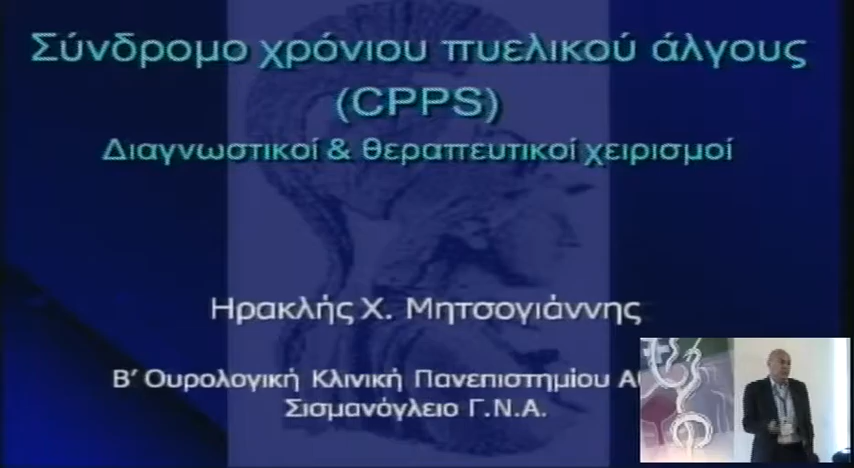 Σύνδρομο χρόνιου πυελικού άλγους
(CPPS)
Διαγνωστικοί & θεραπευτικοί χειρισμοί
Ηρακλής Χ. Μητσογιάννης
Β' Ουρολογική Κλινική Πανεπιστημίου
Σισμανόγλειο Γ.Ν.Α.